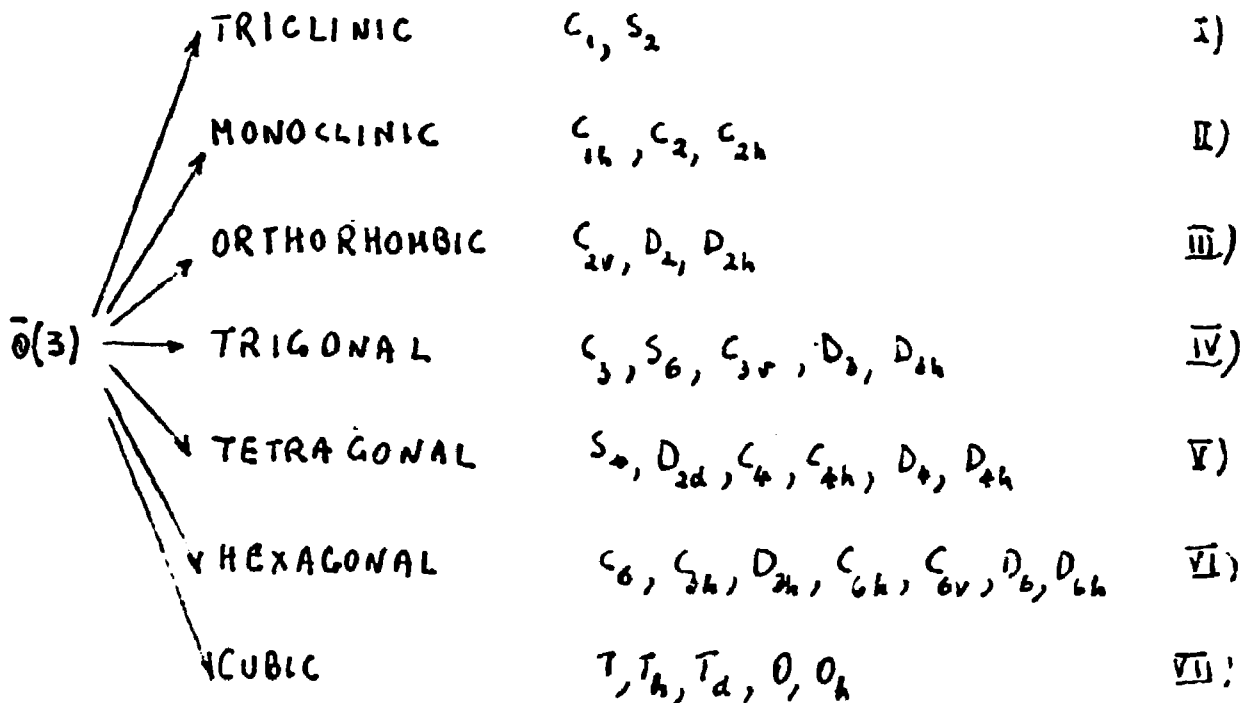 TRICLINIC C₁, S₂ I)
MONOCLINIC C₁ₕ, C₂, C₂ₕ II)
ORTHORHOMBIC C₂ᵥ, D₂, D₂ₕ III)
Ō(3) TRIGONAL C₃, S₆, C₃ᵥ, D₃, D₃ₕ IV)
TETRAGONAL S₄, D₂d, C₄, C₄ₕ, D₄, D₄ₕ V)
HEXAGONAL C₆, C₃ₕ, D₃ₕ, C₆ₕ, C₆ᵥ, D₆, D₆ₕ VI)
CUBIC T, Tₕ, T_d, O, Oₕ VII)